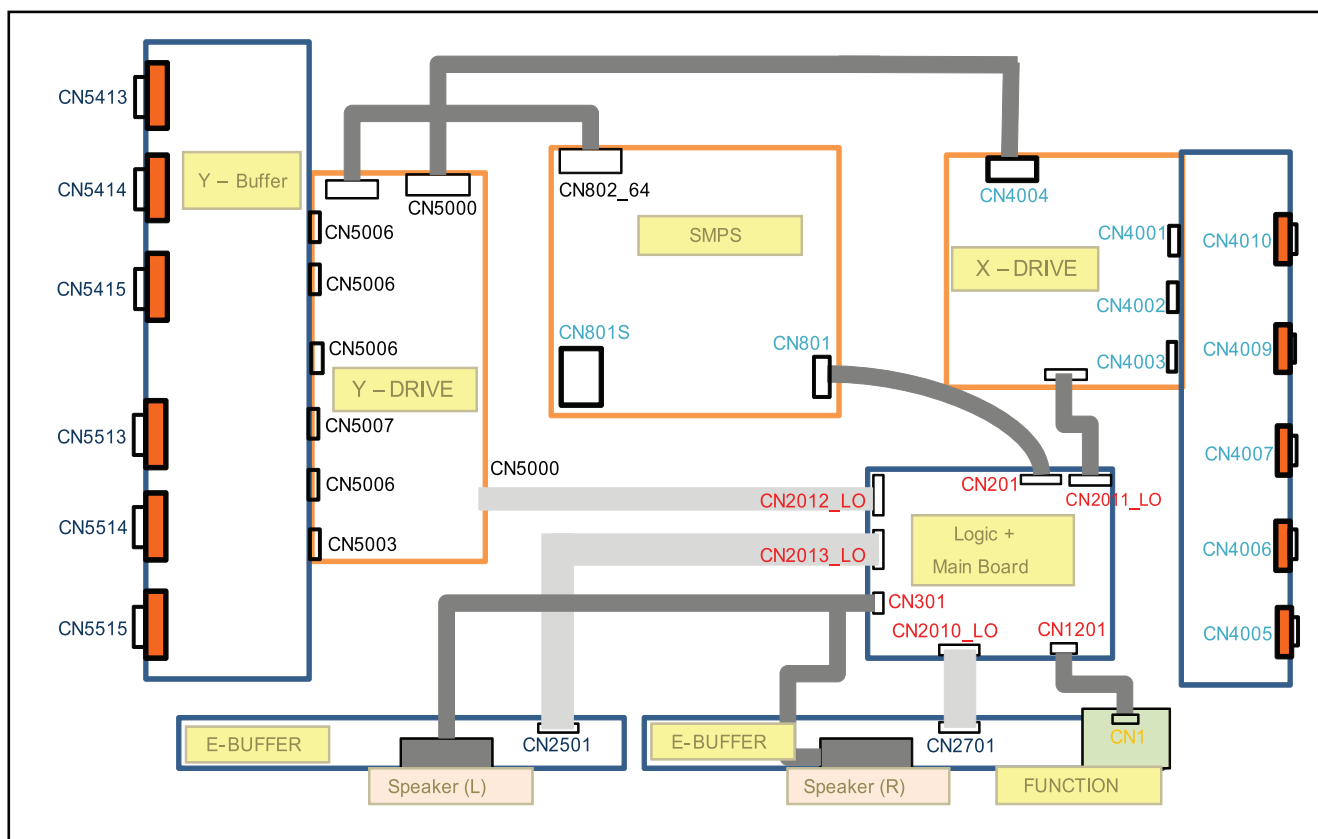 CN5413
CN5414
CN5415
CN5513
CN5514
CN5515
Y – Buffer
CN5000
CN5006
CN5006
CN5006
Y – DRIVE
CN5007
CN5006
CN5003
CN5000
CN802_64
SMPS
CN801S
CN801
CN4004
CN4001
X – DRIVE
CN4002
CN4003
CN4010
CN4009
CN4007
CN4006
CN4005
CN201
CN2011_LO
CN2012_LO
CN2013_LO
Logic +
Main Board
CN301
CN2010_LO
CN1201
E-BUFFER
CN2501
Speaker (L)
E-BUFFER
CN2701
Speaker (R)
CN1
FUNCTION